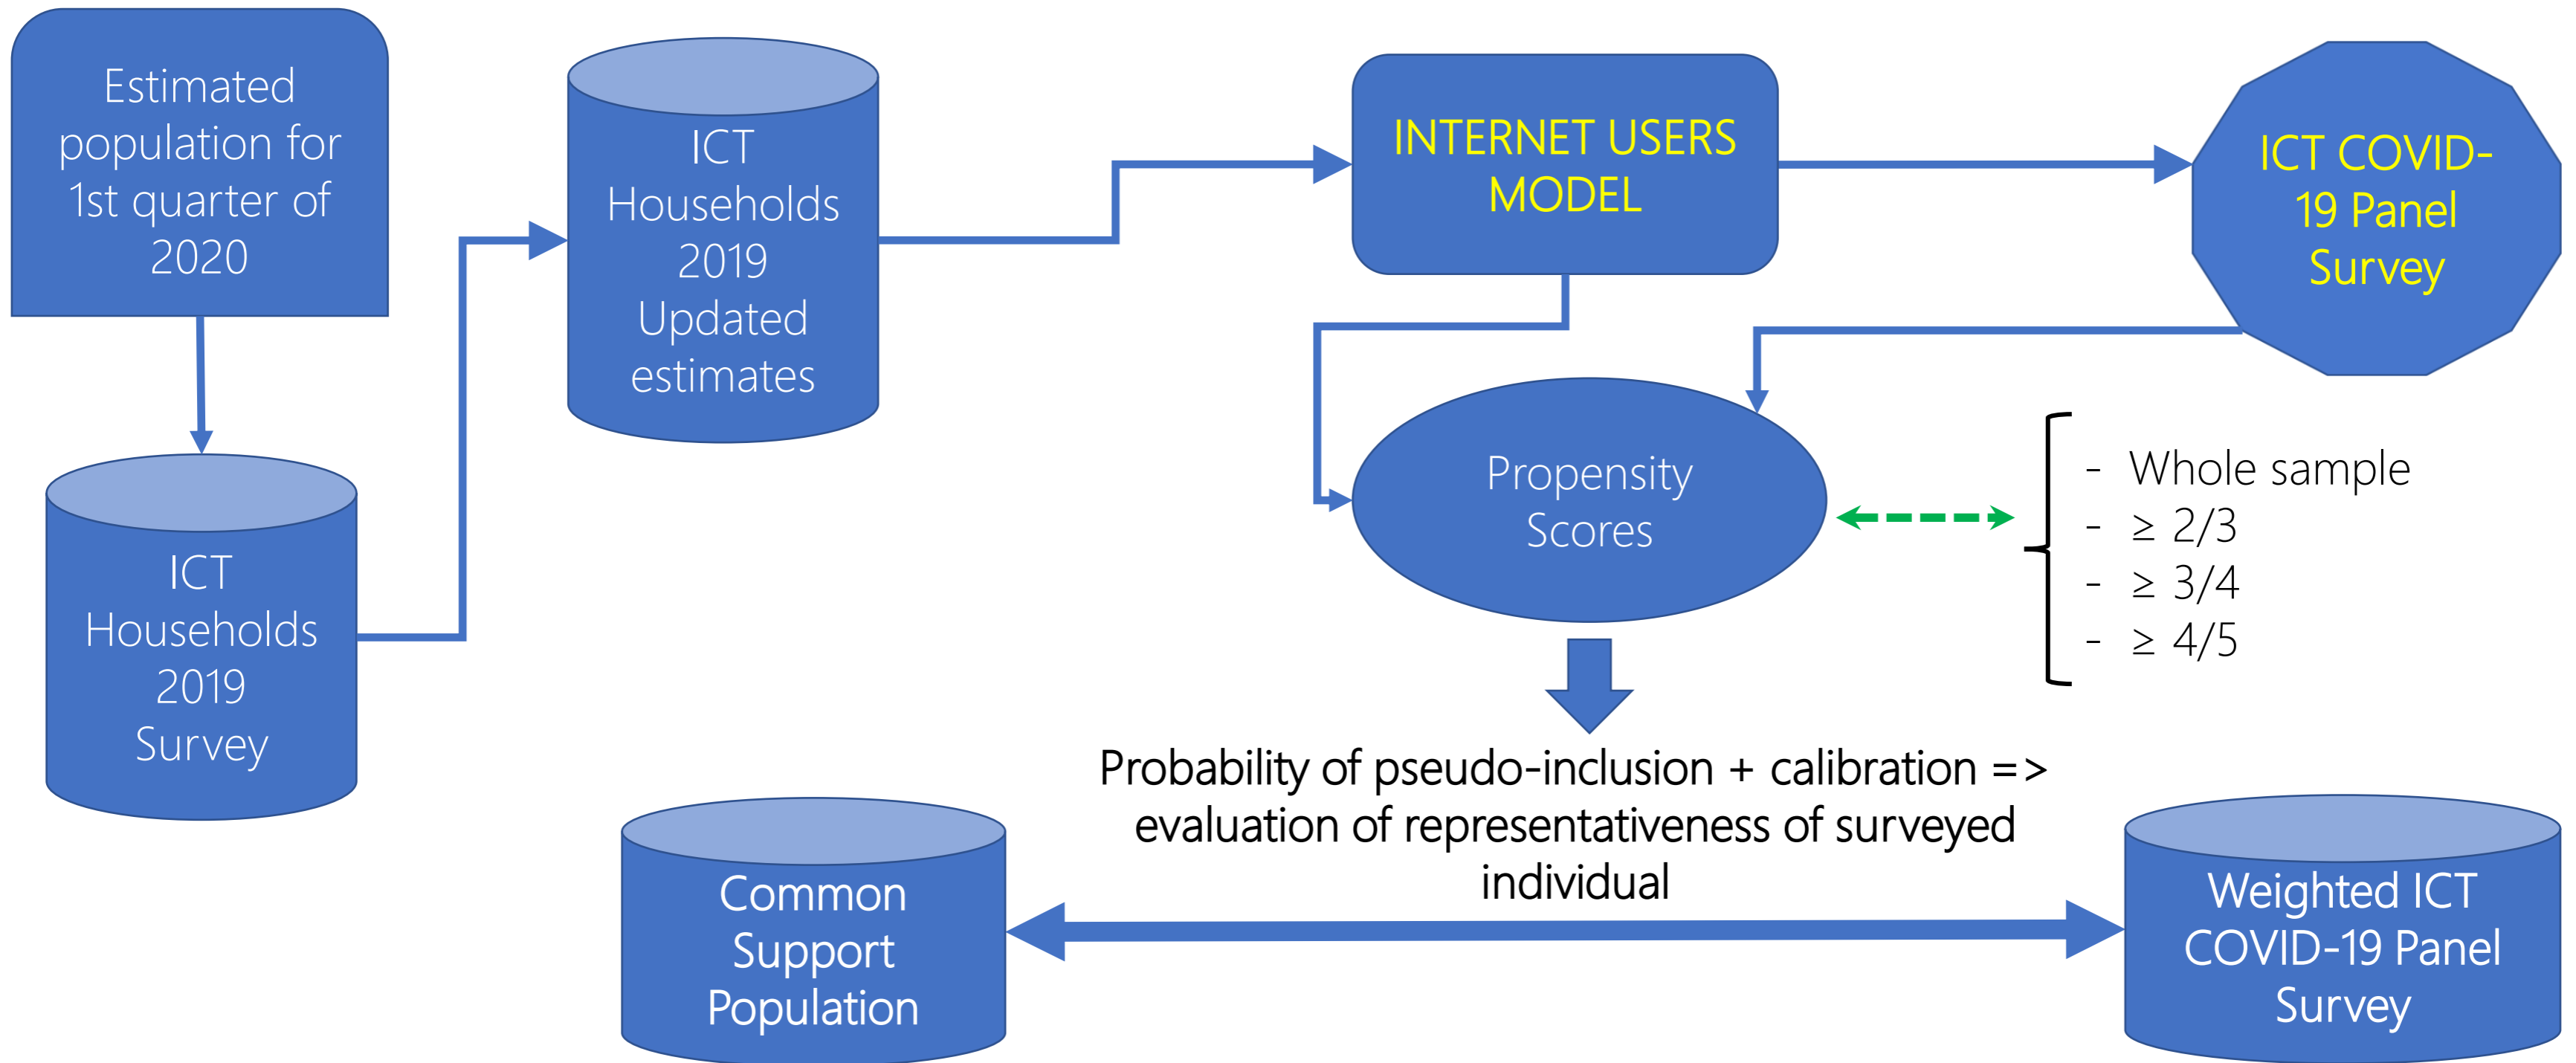 Estimated
population for
1st quarter of
2020
ICT
Households
2019
Updated
estimates
INTERNET USERS
MODEL
ICT COVID-
19 Panel
Survey
ICT
Households
2019
Survey
Propensity
Scores
- Whole sample
- ≥ 2/3
- ≥ 3/4
- ≥ 4/5
Probability of pseudo-inclusion + calibration =>
evaluation of representativeness of surveyed
individual
Common
Support
Population
Weighted ICT
COVID-19 Panel
Survey